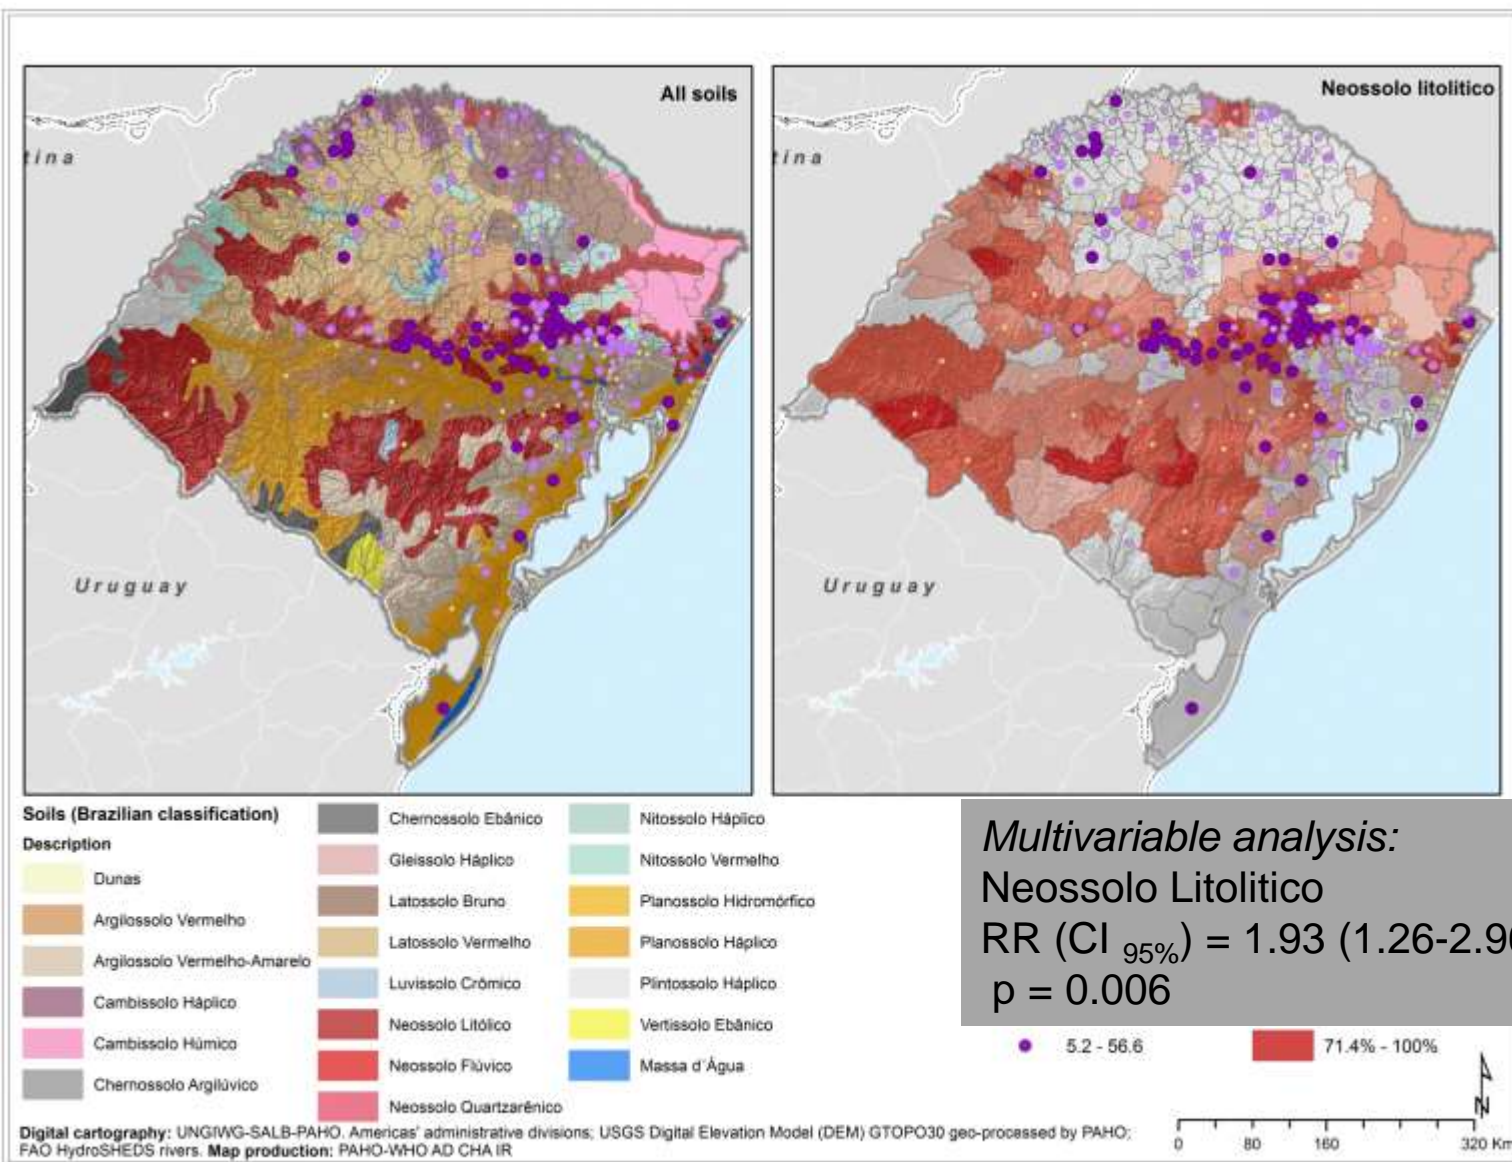 All soils
tina
Uruguay
Neossolo litolítico
tina
Uruguay
Soils (Brazilian classification)
Description
Dunas
Argilossolo Vermelho
Argilossolo Vermelho-Amarelo
Cambissolo Háplico
Cambissolo Húmico
Chernossolo Argilúvico
Chernossolo Ebânico
Gleissolo Háplico
Latossolo Bruno
Latossolo Vermelho
Luvissolo Crômico
Neossolo Litólico
Neossolo Flúvico
Neossolo Quartzarênico
Nitossolo Háplico
Nitossolo Vermelho
Planossolo Hidromórfico
Planossolo Háplico
Plintossolo Háplico
Vertissolo Ebânico
Massa d´Água
Multivariable analysis:
Neossolo Litolitico
RR (CI 95%) = 1.93 (1.26-2.96
p = 0.006
5.2 - 56.6
71.4% - 100%
N
0 80 160 320 Km
Digital cartography: UNGIWG-SALB-PAHO. Americas' administrative divisions; USGS Digital Elevation Model (DEM) GTOPO30 geo-processed by PAHO;
FAO HydroSHEDS rivers. Map production: PAHO-WHO AD CHA IR